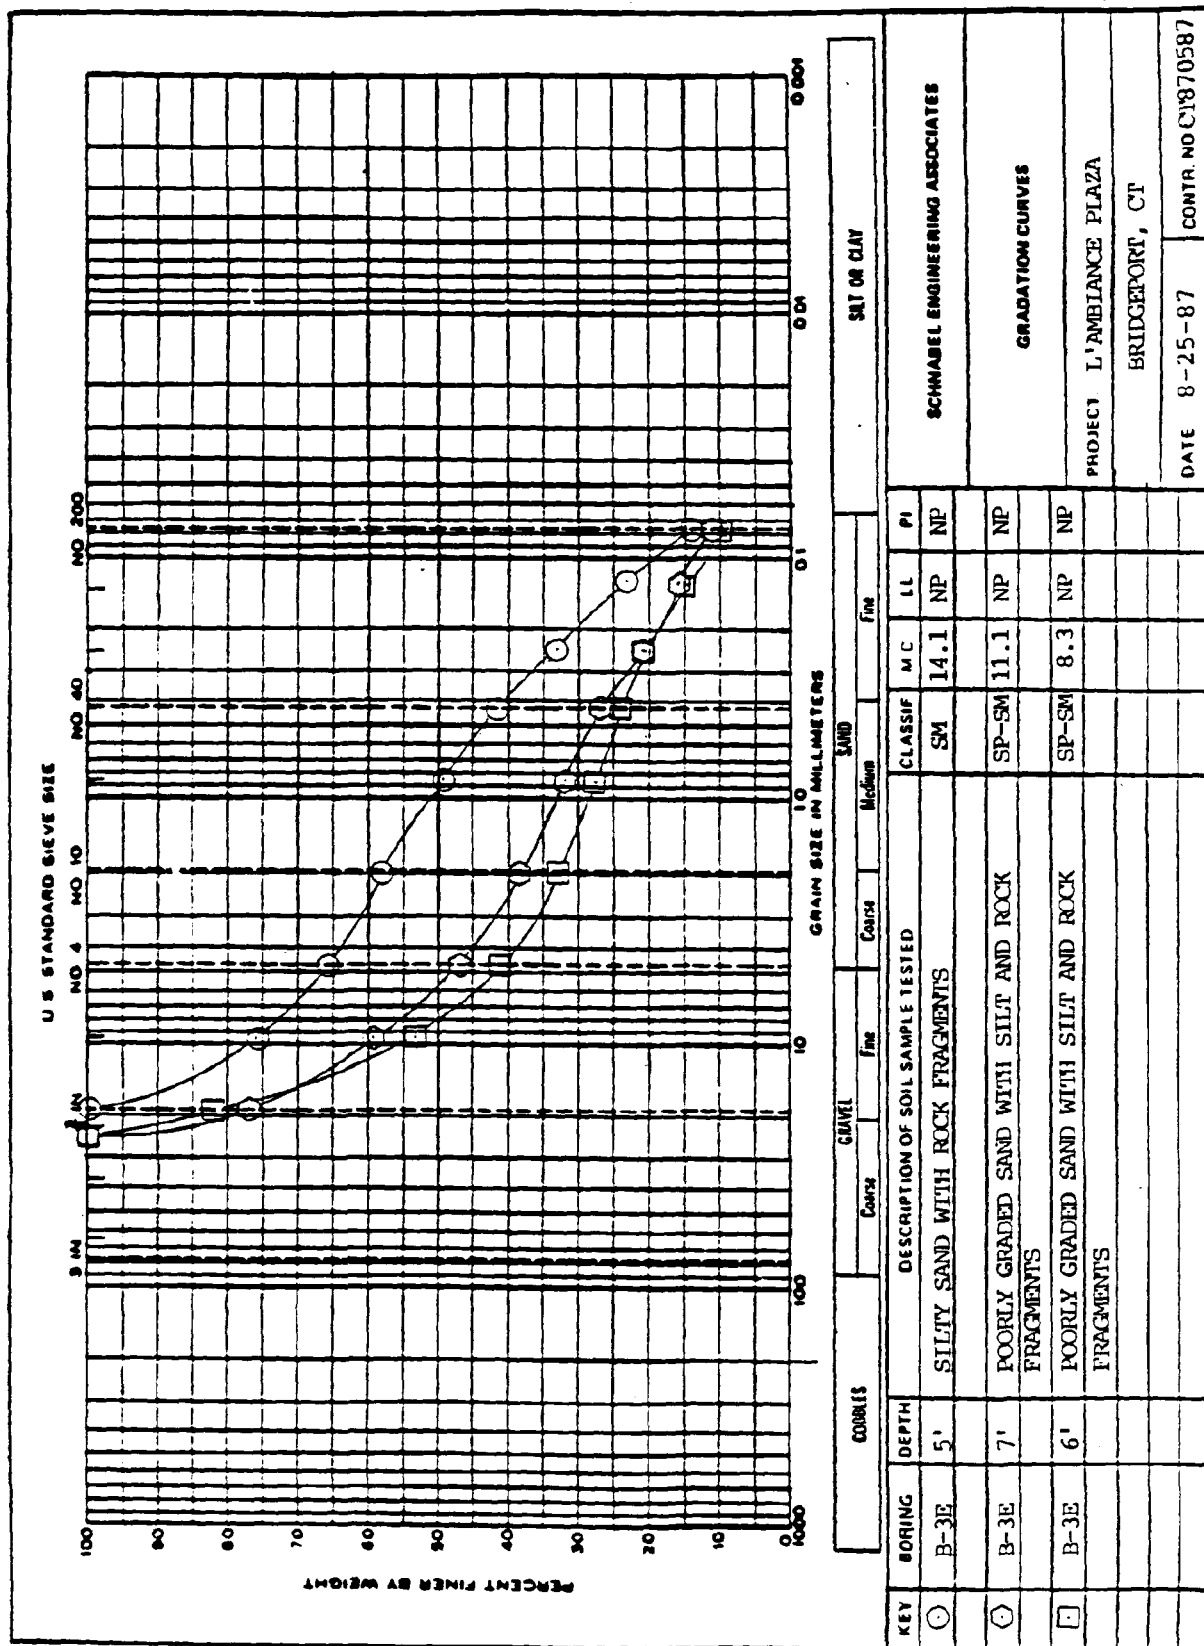 U S STANDARD SIEVE SIZE
3 IN NO 4 NO 10 NO 40 NO 200
PERCENT FINER BY WEIGHT
100
90
80
70
60
50
40
30
20
10
0
1000 100 10 1 0 0 1 0 01 0 001
GRAIN SIZE IN MILLIMETERS
COBBLES GRAVEL SAND SILT OR CLAY
Coarse Fine Coarse Medium Fine
KEY BORING DEPTH DESCRIPTION OF SOIL SAMPLE TESTED CLASSIF M C LL PI
B-3E 5' SILTY SAND WITH ROCK FRAGMENTS SM 14.1 NP NP
B-3E 7' POORLY GRADED SAND WITH SILT AND ROCK SP-SM 11.1 NP NP
FRAGMENTS
B-3E 6' POORLY GRADED SAND WITH SILT AND ROCK SP-SM 8.3 NP NP
FRAGMENTS
SCHNABEL ENGINEERING ASSOCIATES
GRADATION CURVES
PROJECT L'AMBIANCE PLAZA
BRIDGEPORT, CT
DATE 8-25-87 CONTR. NO C1870587